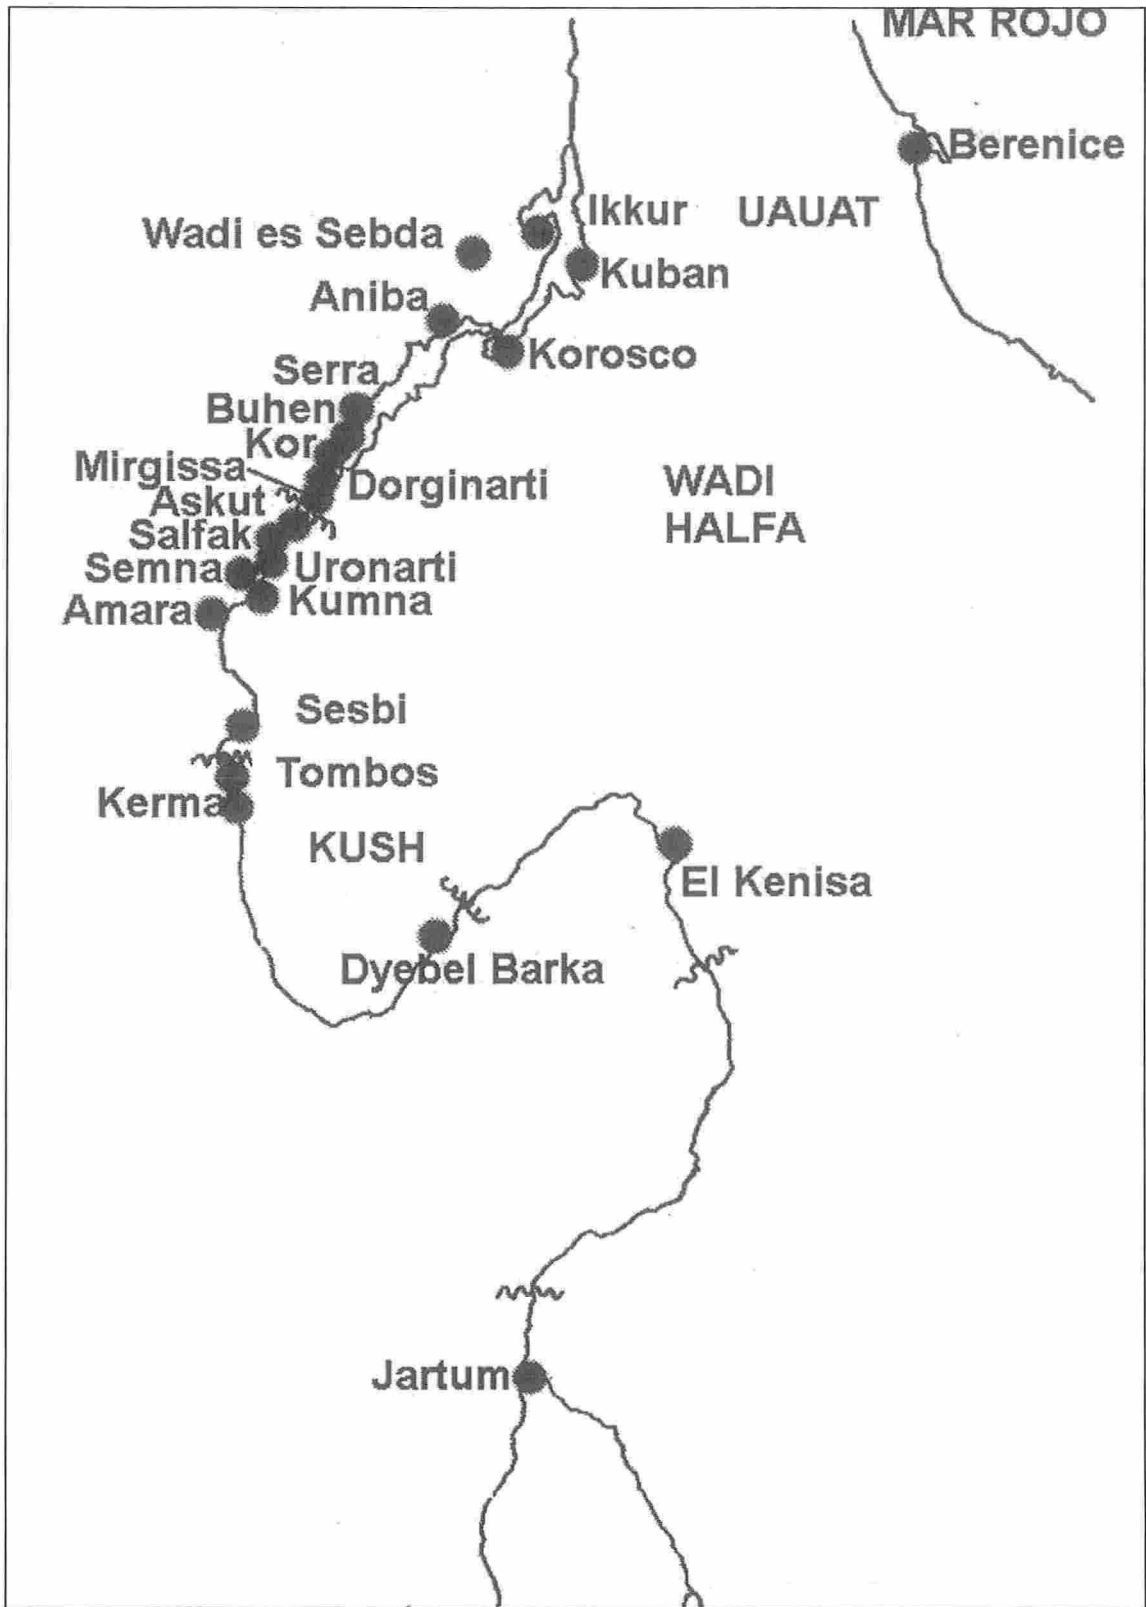 MAR ROJO
Berenice
Ikkur
UAUAT
Wadi es Sebda
Kuban
Aniba
Korosco
Serra
Buhen
Kor
Mirgissa
Dorginarti
WADI
HALFA
Askut
Salfak
Semna
Uronarti
Amara
Kumna
Sesbi
Tombos
Kerma
KUSH
El Kenisa
Dyebel Barka
Jartum